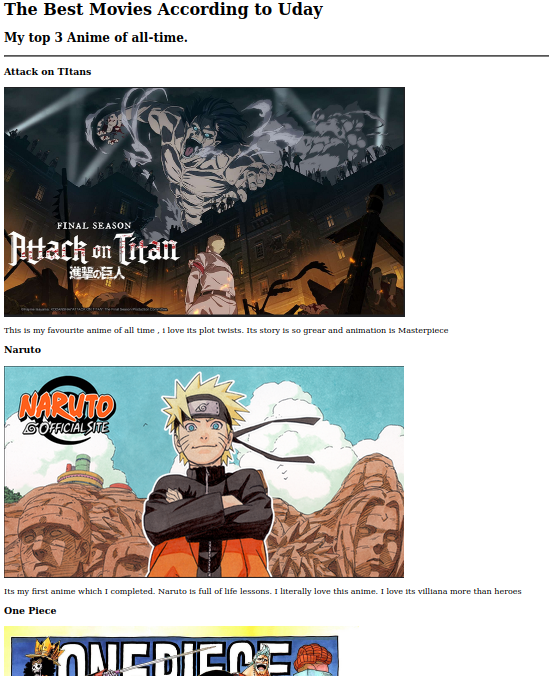 The Best Movies According to Uday
My top 3 Anime of all-time.
Attack on TItans
FINAL SEASON
Attack on Titan
進撃の巨人
This is my favourite anime of all time , i love its plot twists. Its story is so grear and animation is Masterpiece
Naruto
NARUTO
OFFICIAL SITE
Its my first anime which I completed. Naruto is full of life lessons. I literally love this anime. I love its villiana more than heroes
One Piece
ONE PIECE